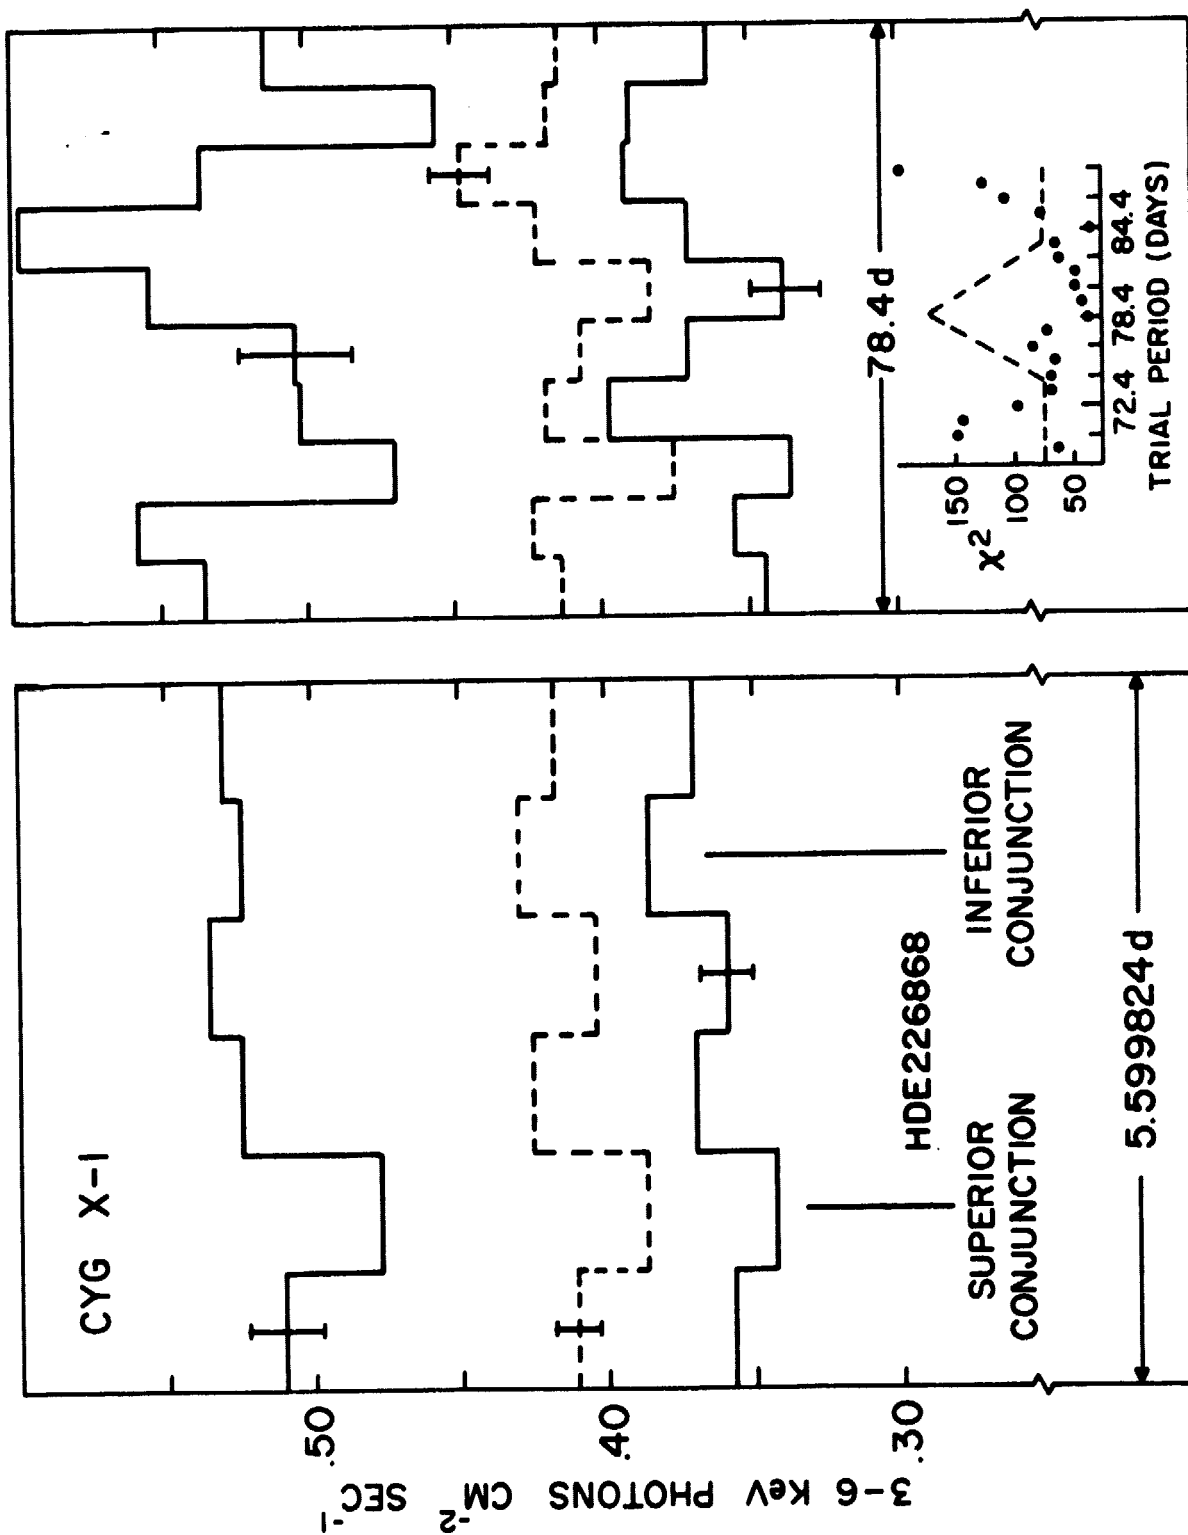 CYG X-1
3-6 KeV PHOTONS CM⁻² SEC⁻¹
.50
.40
.30
HDE226868
SUPERIOR
CONJUNCTION
INFERIOR
CONJUNCTION
5.599824d
78.4d
χ²
150
100
50
72.4 78.4 84.4
TRIAL PERIOD (DAYS)